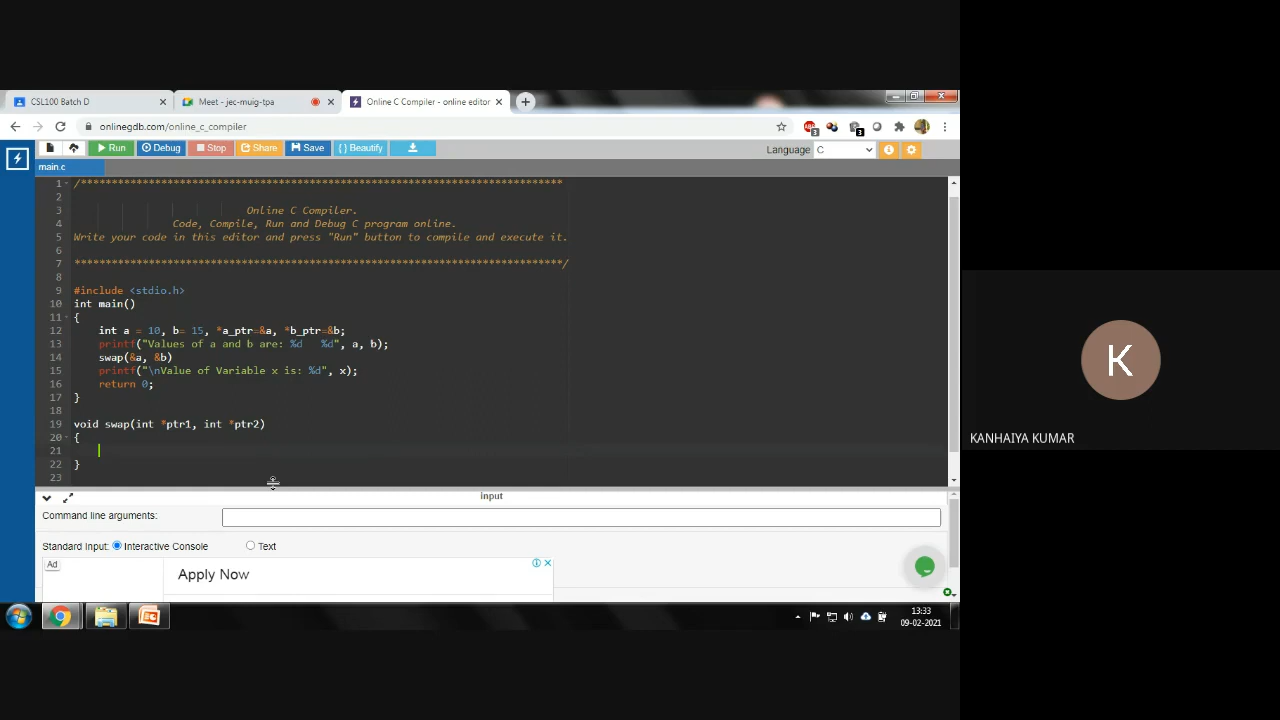 CSL100 Batch D
Meet - jec-muig-tpa
Online C Compiler - online editor
onlinegdb.com/online_c_compiler
3
3
Run
Debug
Stop
Share
Save
{} Beautify
Language C
main.c
1 /******************************************************************************
2
3 Online C Compiler.
4 Code, Compile, Run and Debug C program online.
5 Write your code in this editor and press "Run" button to compile and execute it.
6
7 *******************************************************************************/
8
9 #include <stdio.h>
10 int main()
11 {
12 int a = 10, b= 15, *a_ptr=&a, *b_ptr=&b;
13 printf("Values of a and b are: %d   %d", a, b);
14 swap(&a, &b)
15 printf("\nValue of Variable x is: %d", x);
16 return 0;
17 }
18
19 void swap(int *ptr1, int *ptr2)
20 {
21
22 }
23
input
Command line arguments:
Standard Input: Interactive Console Text
Ad
Apply Now
13:33
09-02-2021
K
KANHAIYA KUMAR